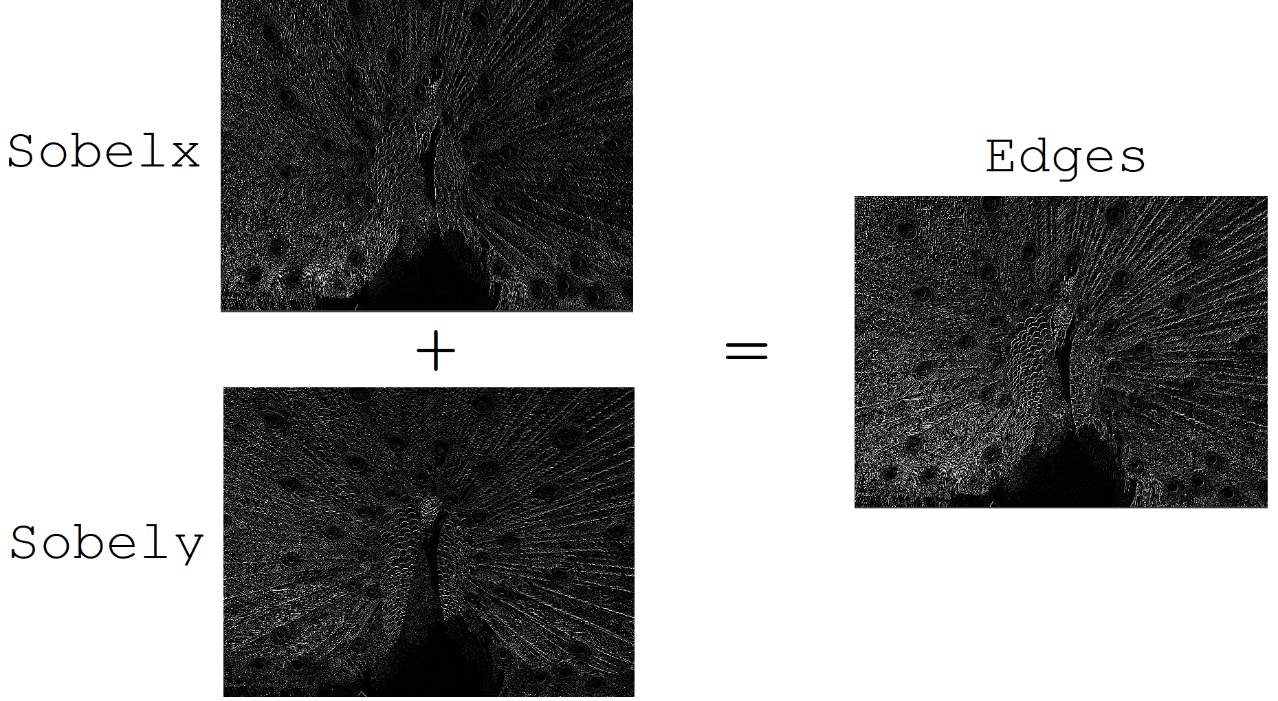 Sobelx
+
Sobely
=
Edges